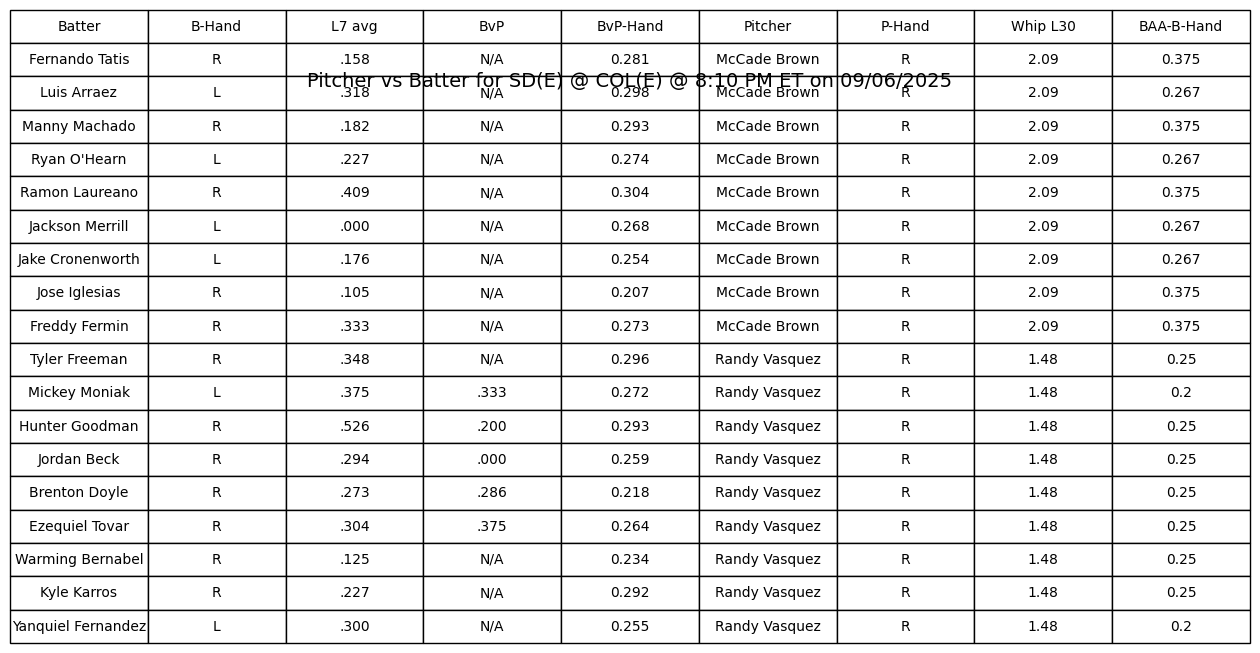 Batter B-Hand L7 avg BvP BvP-Hand Pitcher P-Hand Whip L30 BAA-B-Hand
Fernando Tatis R .158 N/A 0.281 McCade Brown R 2.09 0.375
Pitcher vs Batter for SD(E) @ COL(E) @ 8:10 PM ET on 09/06/2025
Luis Arraez L .318 N/A 0.298 McCade Brown R 2.09 0.267
Manny Machado R .182 N/A 0.293 McCade Brown R 2.09 0.375
Ryan O'Hearn L .227 N/A 0.274 McCade Brown R 2.09 0.267
Ramon Laureano R .409 N/A 0.304 McCade Brown R 2.09 0.375
Jackson Merrill L .000 N/A 0.268 McCade Brown R 2.09 0.267
Jake Cronenworth L .176 N/A 0.254 McCade Brown R 2.09 0.267
Jose Iglesias R .105 N/A 0.207 McCade Brown R 2.09 0.375
Freddy Fermin R .333 N/A 0.273 McCade Brown R 2.09 0.375
Tyler Freeman R .348 N/A 0.296 Randy Vasquez R 1.48 0.25
Mickey Moniak L .375 .333 0.272 Randy Vasquez R 1.48 0.2
Hunter Goodman R .526 .200 0.293 Randy Vasquez R 1.48 0.25
Jordan Beck R .294 .000 0.259 Randy Vasquez R 1.48 0.25
Brenton Doyle R .273 .286 0.218 Randy Vasquez R 1.48 0.25
Ezequiel Tovar R .304 .375 0.264 Randy Vasquez R 1.48 0.25
Warming Bernabel R .125 N/A 0.234 Randy Vasquez R 1.48 0.25
Kyle Karros R .227 N/A 0.292 Randy Vasquez R 1.48 0.25
Yanquiel Fernandez L .300 N/A 0.255 Randy Vasquez R 1.48 0.2